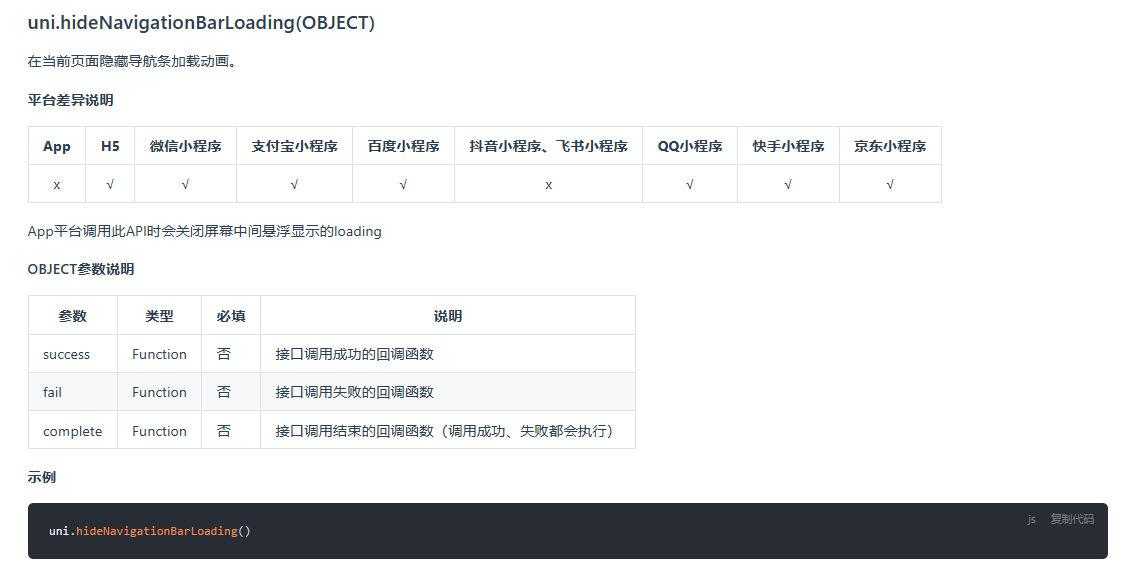 uni.hideNavigationBarLoading(OBJECT)
在当前页面隐藏导航条加载动画。
平台差异说明
App H5 微信小程序 支付宝小程序 百度小程序 抖音小程序、飞书小程序 QQ小程序 快手小程序 京东小程序
x √ √ √ √ x √ √ √
App平台调用此API时会关闭屏幕中间悬浮显示的loading
OBJECT参数说明
参数 类型 必填 说明
success Function 否 接口调用成功的回调函数
fail Function 否 接口调用失败的回调函数
complete Function 否 接口调用结束的回调函数（调用成功、失败都会执行）
示例
js 复制代码
uni.hideNavigationBarLoading()